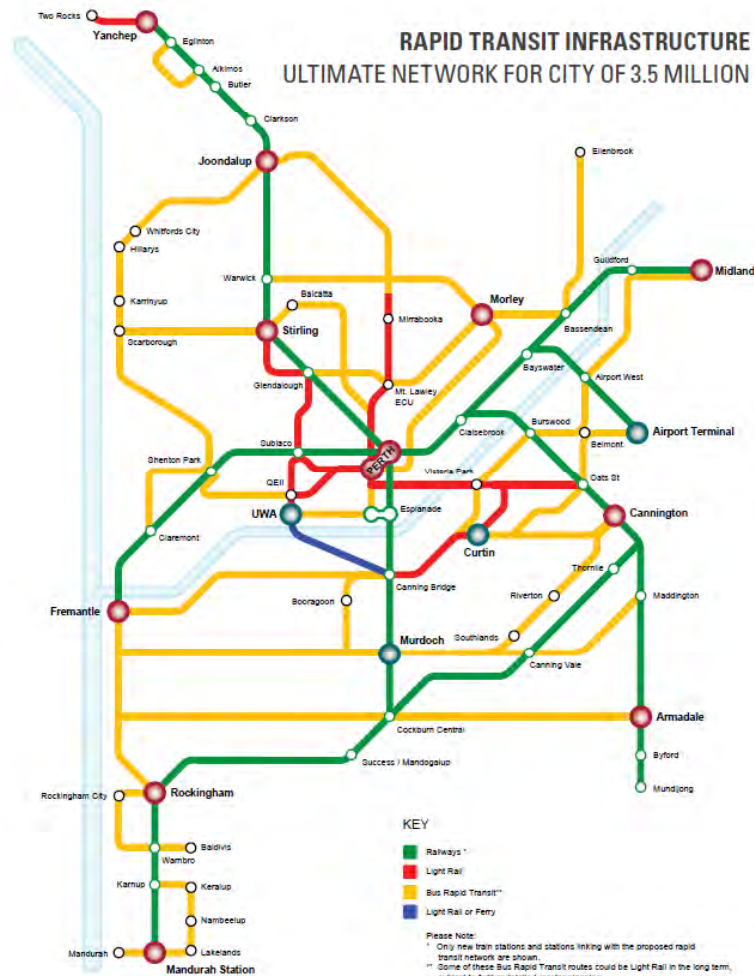 RAPID TRANSIT INFRASTRUCTURE
ULTIMATE NETWORK FOR CITY OF 3.5 MILLION
Two Rocks
Yanchep
Eglinton
Alkimos
Butler
Clarkson
Joondalup
Ellenbrook
Whitfords City
Hillarys
Guildford
Midland
Warwick
Balcatta
Morley
Karrinyup
Mirrabooka
Bassendean
Stirling
Scarborough
Bayswater
Glendalough
Mt. Lawley
ECU
Airport West
Claisebrook
Burswood
Airport Terminal
Subiaco
PERTH
Belmont
Shenton Park
Victoria Park
Oats St
QEII
UWA
Esplanade
Cannington
Claremont
Curtin
Thornlie
Canning Bridge
Booragoon
Riverton
Maddington
Fremantle
Southlands
Murdoch
Canning Vale
Armadale
Cockburn Central
Byford
Success / Mandogalup
Mundijong
Rockingham
Rockingham City
KEY
Baldivis
Wambro
Railways *
Light Rail
Karnup
Keralup
Bus Rapid Transit**
Light Rail or Ferry
Nambeelup
Please Note:
* Only new train stations and stations linking with the proposed rapid
transit network are shown.
Mandurah
Lakelands
** Some of these Bus Rapid Transit routes could be Light Rail in the long term,
Mandurah Station